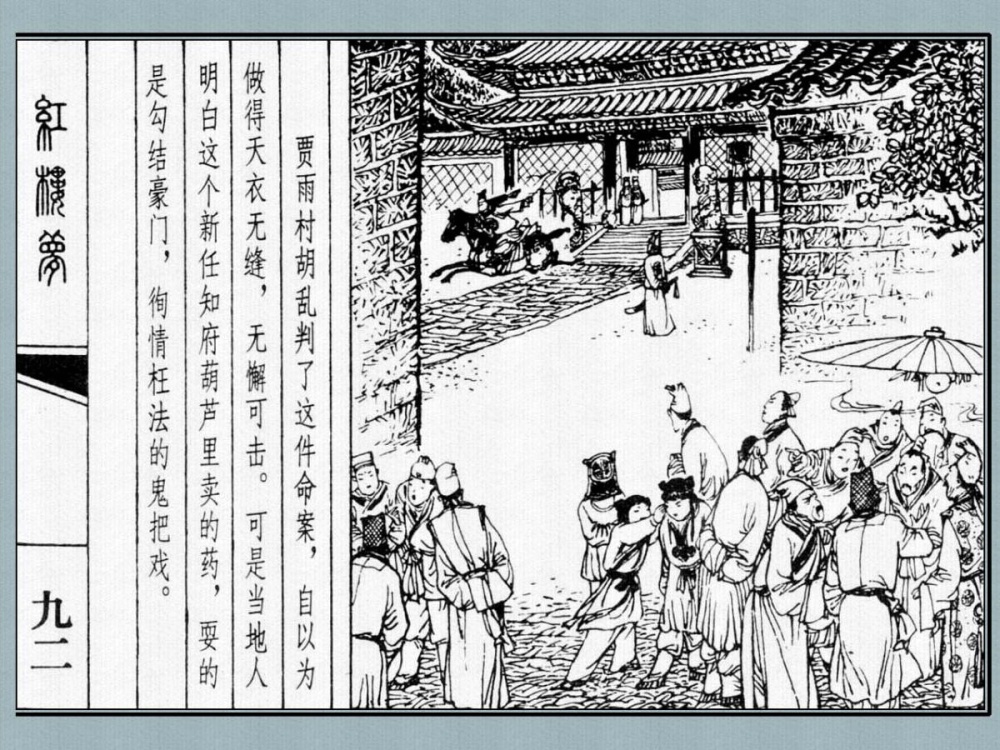 贾雨村胡乱判了这件命案，自以为
做得天衣无缝，无懈可击。可是当地人
明白这个新任知府葫芦里卖的药，耍的
是勾结豪门，徇情枉法的鬼把戏。
紅樓夢
九二